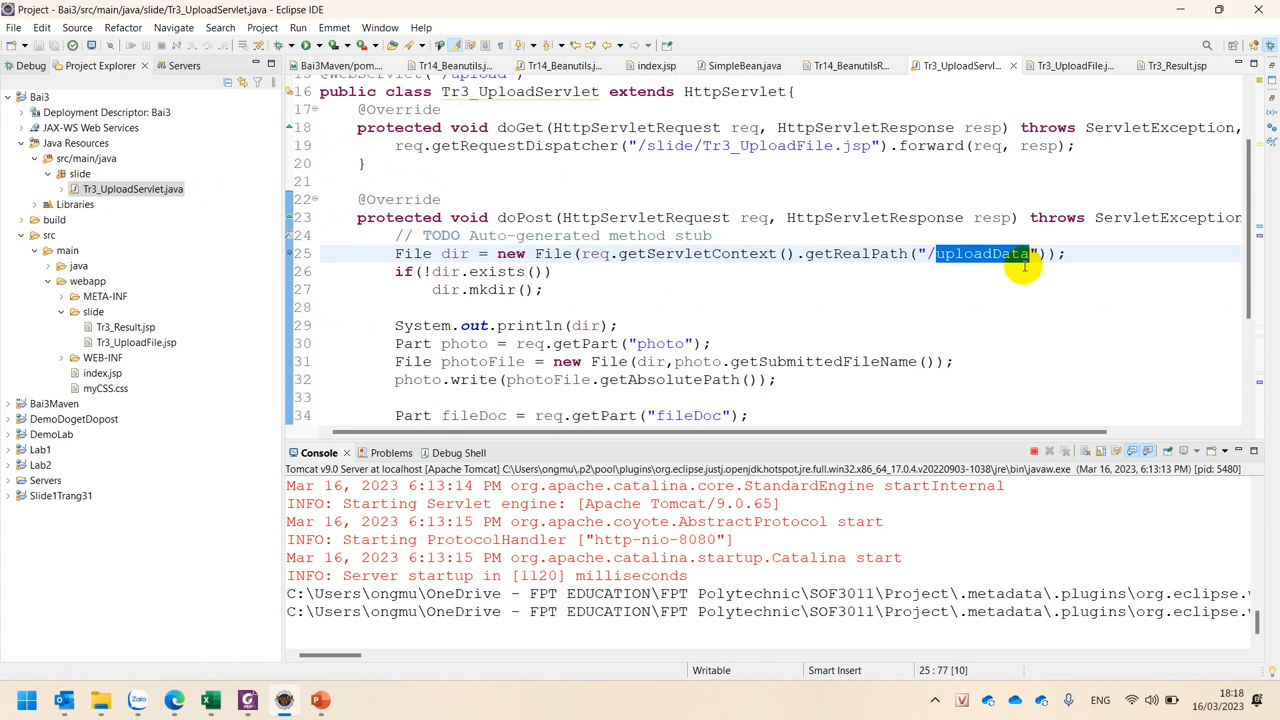 Project - Bai3/src/main/java/slide/Tr3_UploadServlet.java - Eclipse IDE
File Edit Source Refactor Navigate Search Project Run Emmet Window Help
Debug Project Explorer Servers
Bai3Maven/pom.... Tr14_Beanutils.j... Tr14_Beanutils.j... index.jsp SimpleBean.java Tr14_BeanutilsR... Tr3_UploadServl... Tr3_UploadFile.j... Tr3_Result.jsp
Bai3
Deployment Descriptor: Bai3
JAX-WS Web Services
Java Resources
src/main/java
slide
Tr3_UploadServlet.java
Libraries
build
src
main
java
webapp
META-INF
slide
Tr3_Result.jsp
Tr3_UploadFile.jsp
WEB-INF
index.jsp
myCSS.css
Bai3Maven
DemoDogetDopost
DemoLab
Lab1
Lab2
Servers
Slide1Trang31
15 @WebServlet("/upload")
16 public class Tr3_UploadServlet extends HttpServlet{
17 @Override
18 protected void doGet(HttpServletRequest req, HttpServletResponse resp) throws ServletException,
19 req.getRequestDispatcher("/slide/Tr3_UploadFile.jsp").forward(req, resp);
20 }
21
22 @Override
23 protected void doPost(HttpServletRequest req, HttpServletResponse resp) throws ServletException
24 // TODO Auto-generated method stub
25 File dir = new File(req.getServletContext().getRealPath("/uploadData"));
26 if(!dir.exists())
27 dir.mkdir();
28
29 System.out.println(dir);
30 Part photo = req.getPart("photo");
31 File photoFile = new File(dir,photo.getSubmittedFileName());
32 photo.write(photoFile.getAbsolutePath());
33
34 Part fileDoc = req.getPart("fileDoc");
Console Problems Debug Shell
Tomcat v9.0 Server at localhost [Apache Tomcat] C:\Users\ongmu\.p2\pool\plugins\org.eclipse.justj.openjdk.hotspot.jre.full.win32.x86_64_17.0.4.v20220903-1038\jre\bin\javaw.exe (Mar 16, 2023 6:13:13 PM) [pid: 5480]
Mar 16, 2023 6:13:14 PM org.apache.catalina.core.StandardEngine startInternal
INFO: Starting Servlet engine: [Apache Tomcat/9.0.65]
Mar 16, 2023 6:13:15 PM org.apache.coyote.AbstractProtocol start
INFO: Starting ProtocolHandler ["http-nio-8080"]
Mar 16, 2023 6:13:15 PM org.apache.catalina.startup.Catalina start
INFO: Server startup in [1120] milliseconds
C:\Users\ongmu\OneDrive - FPT EDUCATION\FPT Polytechnic\SOF3011\Project\.metadata\.plugins\org.eclipse.
C:\Users\ongmu\OneDrive - FPT EDUCATION\FPT Polytechnic\SOF3011\Project\.metadata\.plugins\org.eclipse.
Writable Smart Insert 25 : 77 [10]
Zalo
ENG
18:18
16/03/2023